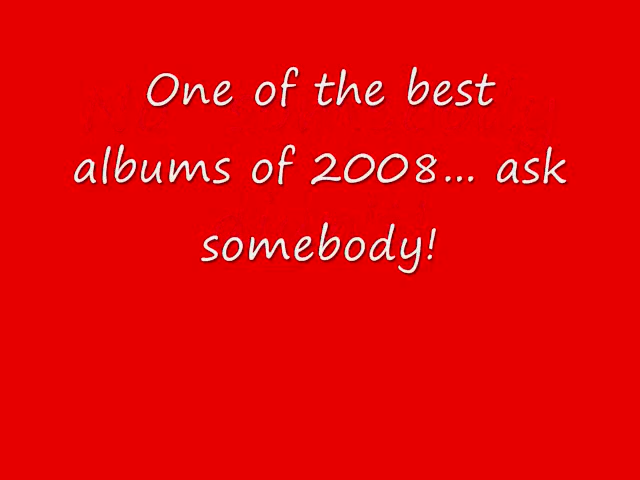 One of the best
albums of 2008... ask
somebody!